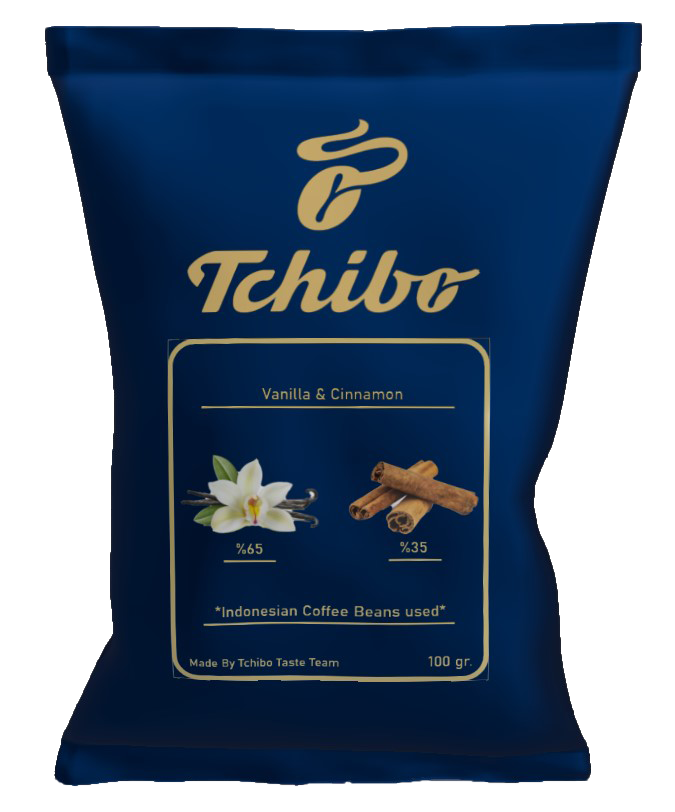 Tchibo
Vanilla & Cinnamon
%65
%35
*Indonesian Coffee Beans used*
Made By Tchibo Taste Team
100 gr.